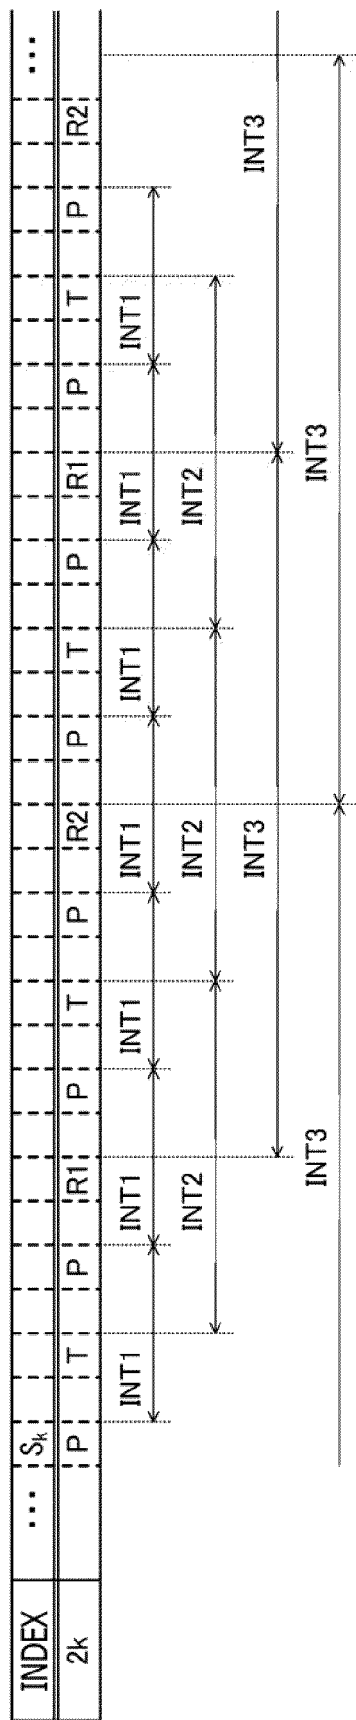 INDEX ... Sk ...
2k P T P R1 P T P R2 P T P R1 P T P R2
INT1 INT1 INT1 INT1 INT1 INT1 INT1
INT2 INT2 INT2
INT3 INT3
INT3 INT3